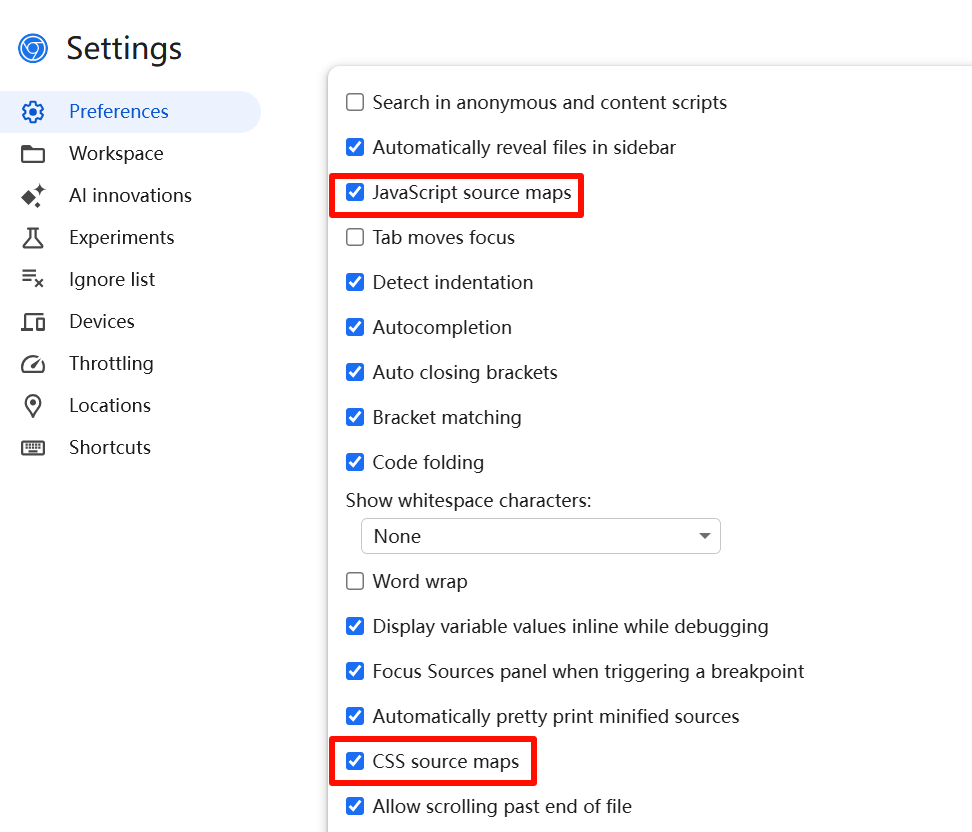 Settings
Preferences
Workspace
AI innovations
Experiments
Ignore list
Devices
Throttling
Locations
Shortcuts
Search in anonymous and content scripts
Automatically reveal files in sidebar
JavaScript source maps
Tab moves focus
Detect indentation
Autocompletion
Auto closing brackets
Bracket matching
Code folding
Show whitespace characters:
None
Word wrap
Display variable values inline while debugging
Focus Sources panel when triggering a breakpoint
Automatically pretty print minified sources
CSS source maps
Allow scrolling past end of file